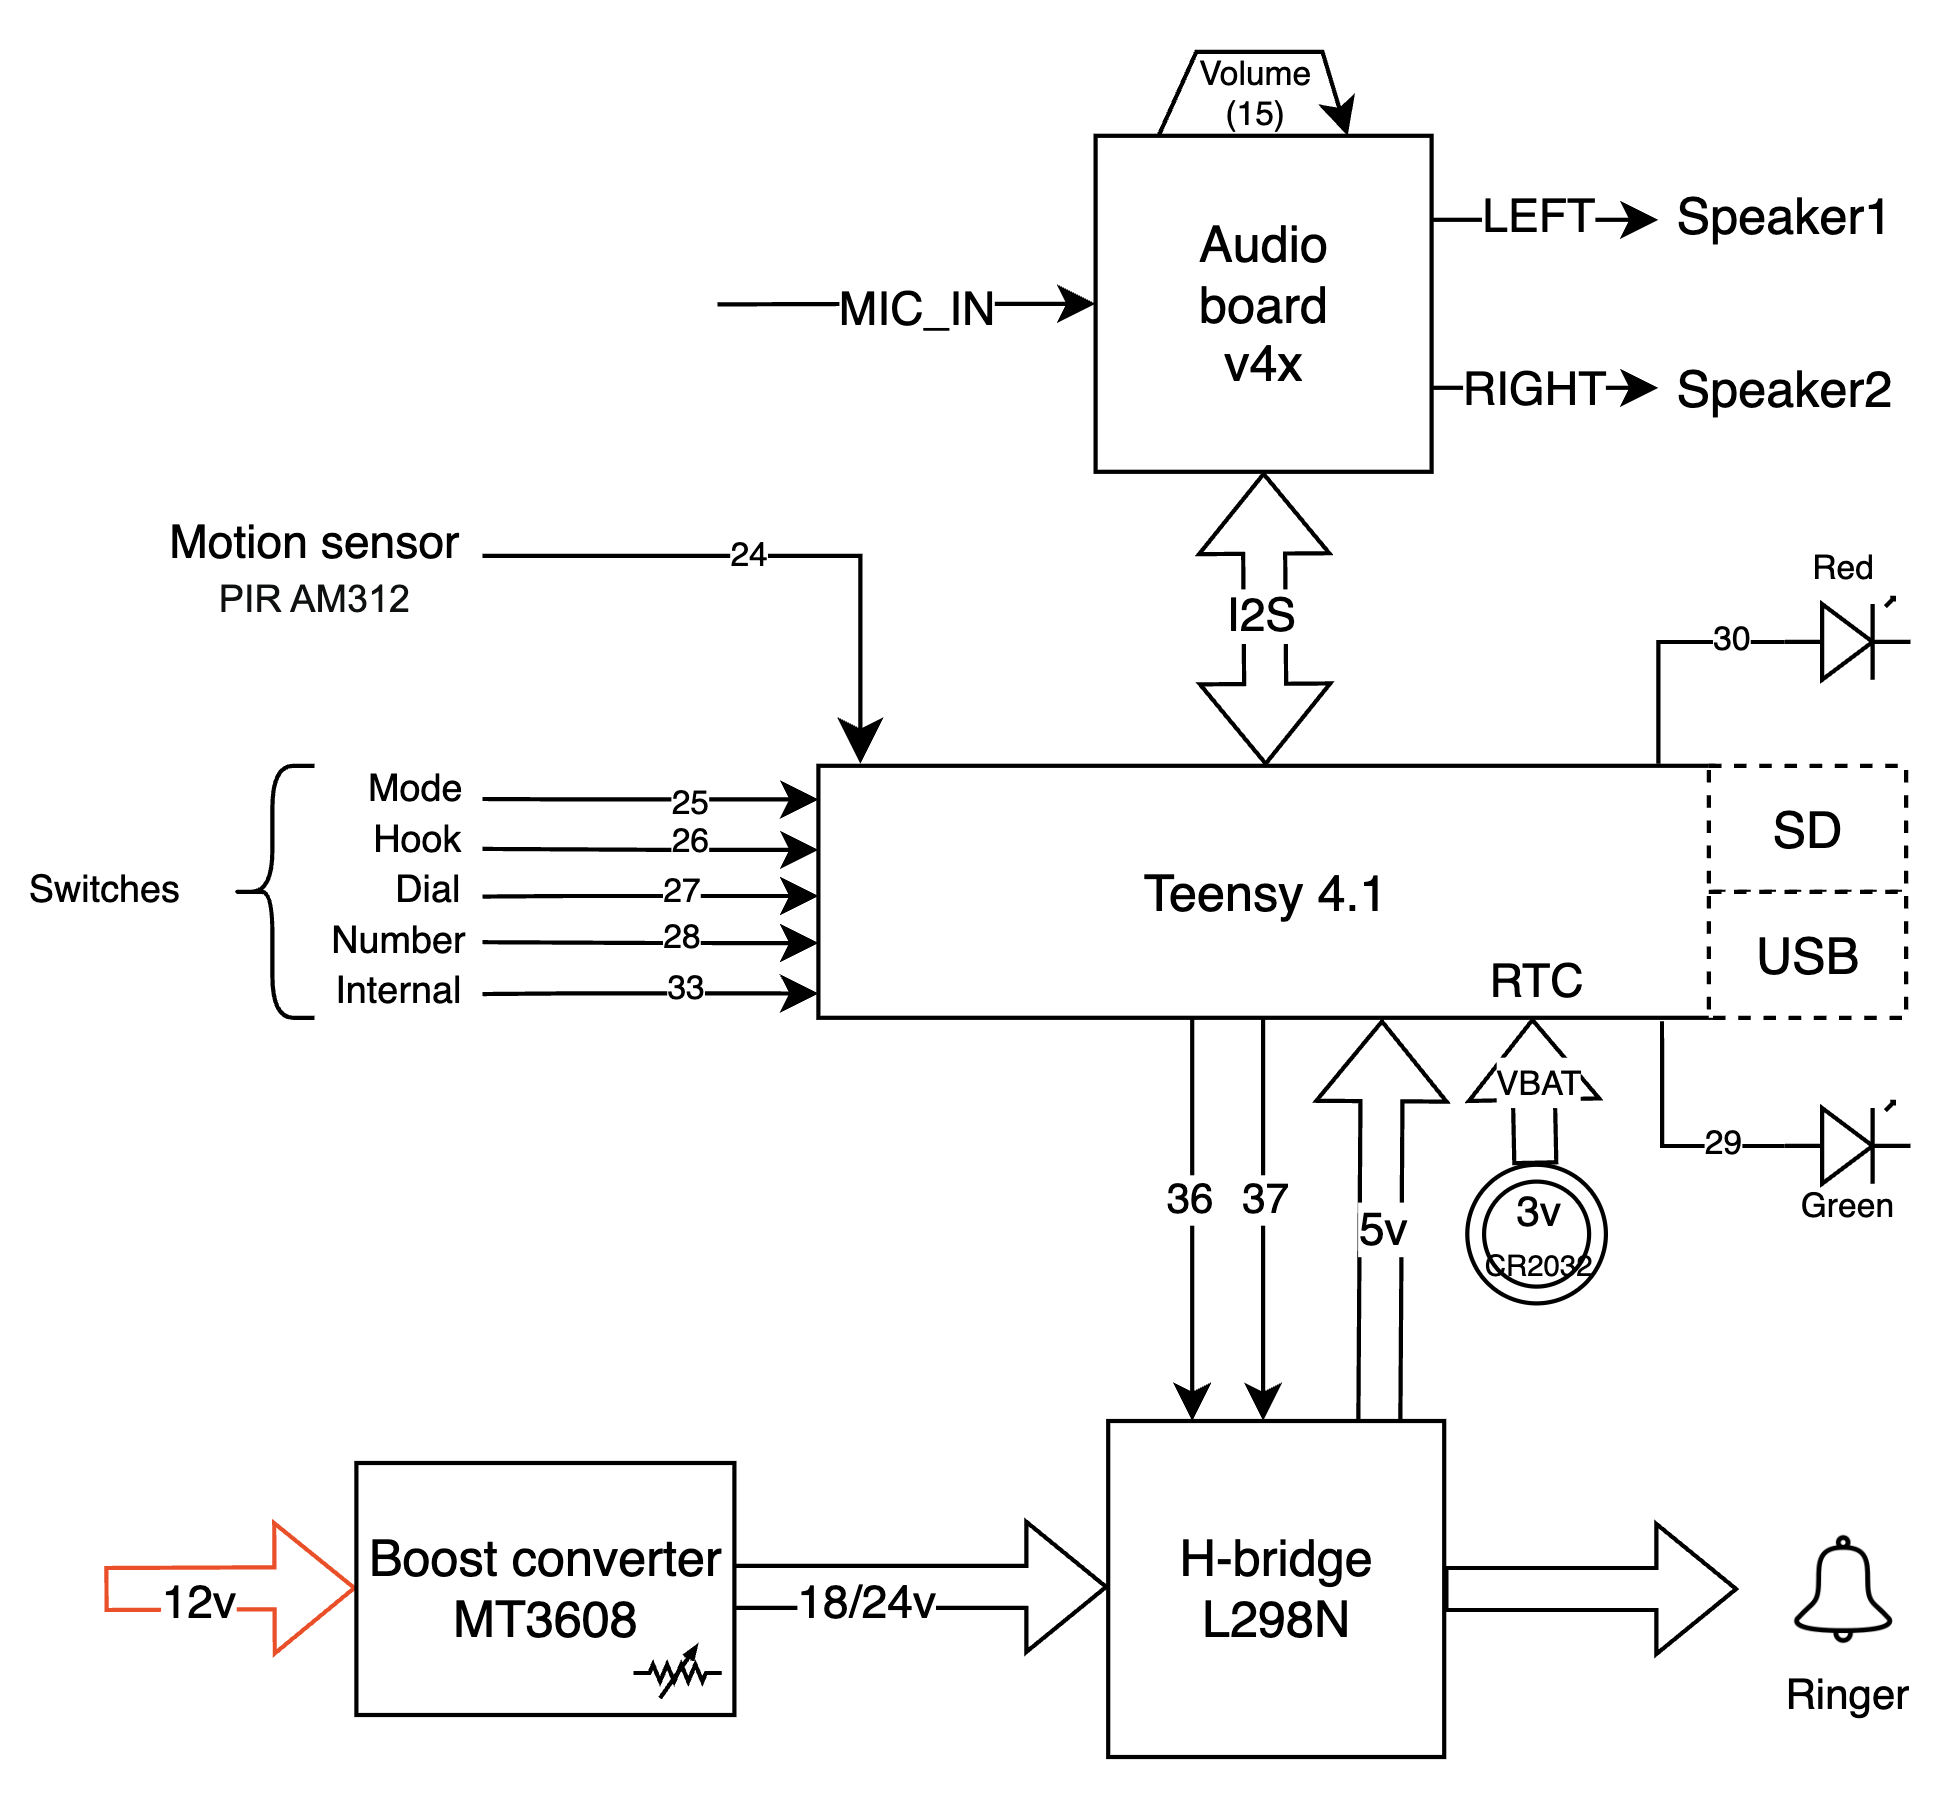 Volume
(15)
Audio
board
v4x
LEFT
Speaker1
MIC_IN
RIGHT
Speaker2
Motion sensor
PIR AM312
24
I2S
Red
30
Switches
Mode
25
Hook
26
Dial
27
Number
28
Internal
33
Teensy 4.1
RTC
SD
USB
VBAT
3v
CR2032
29
Green
36
37
5v
12v
Boost converter
MT3608
18/24v
H-bridge
L298N
Ringer